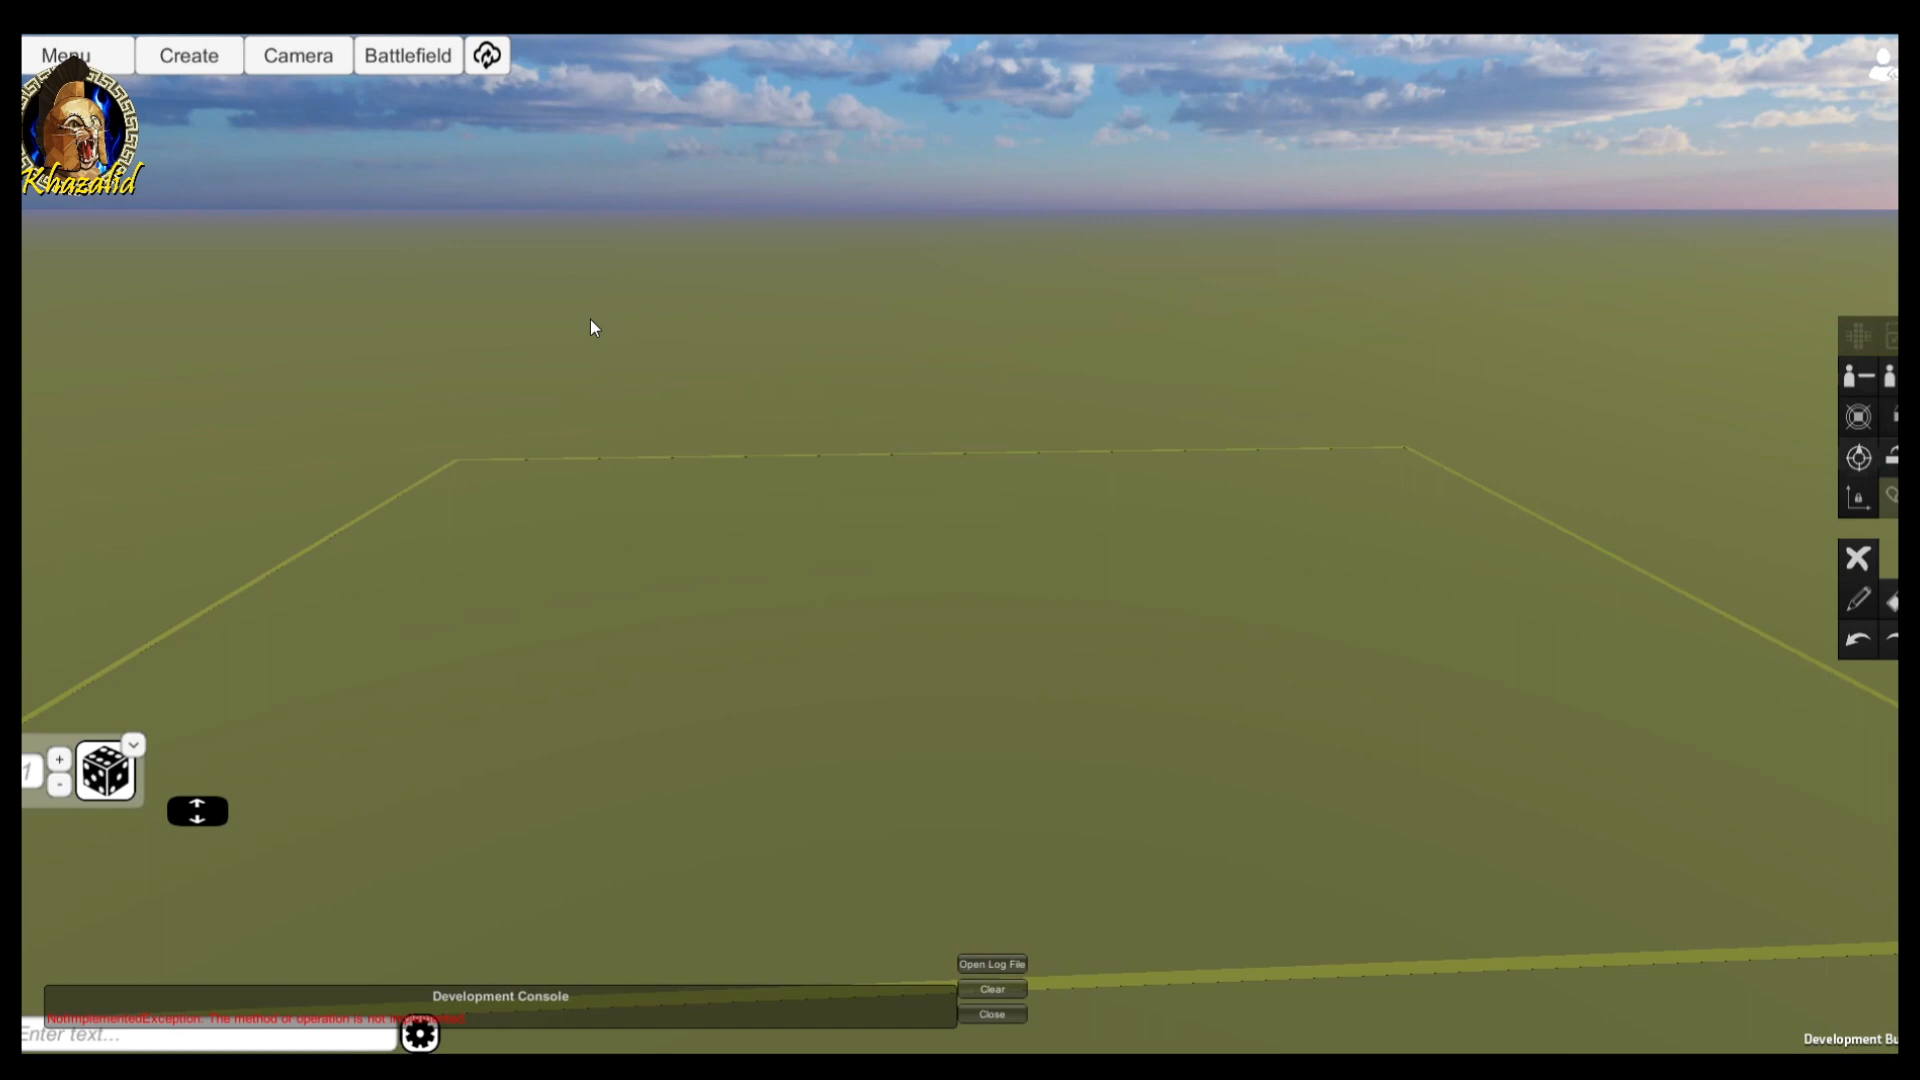 Menu
Create
Camera
Battlefield
Khazalid
1
+
-
Open Log File
Development Console
Clear
NotImplementedException: The method or operation is not
Close
Enter text...
Development Bu